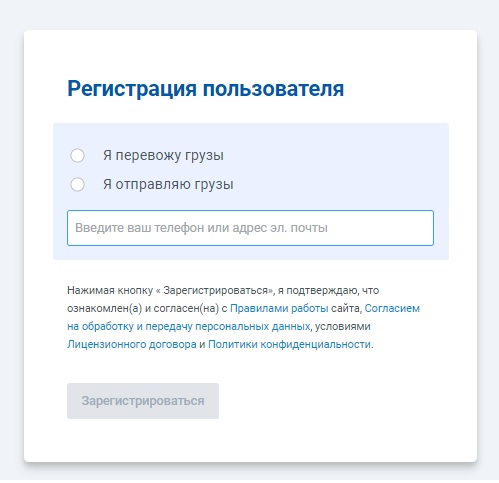 Регистрация пользователя
Я перевожу грузы
Я отправляю грузы
Введите ваш телефон или адрес эл. почты
Нажимая кнопку « Зарегистрироваться», я подтверждаю, что
ознакомлен(а) и согласен(на) с Правилами работы сайта, Согласием
на обработку и передачу персональных данных, условиями
Лицензионного договора и Политики конфиденциальности.
Зарегистрироваться